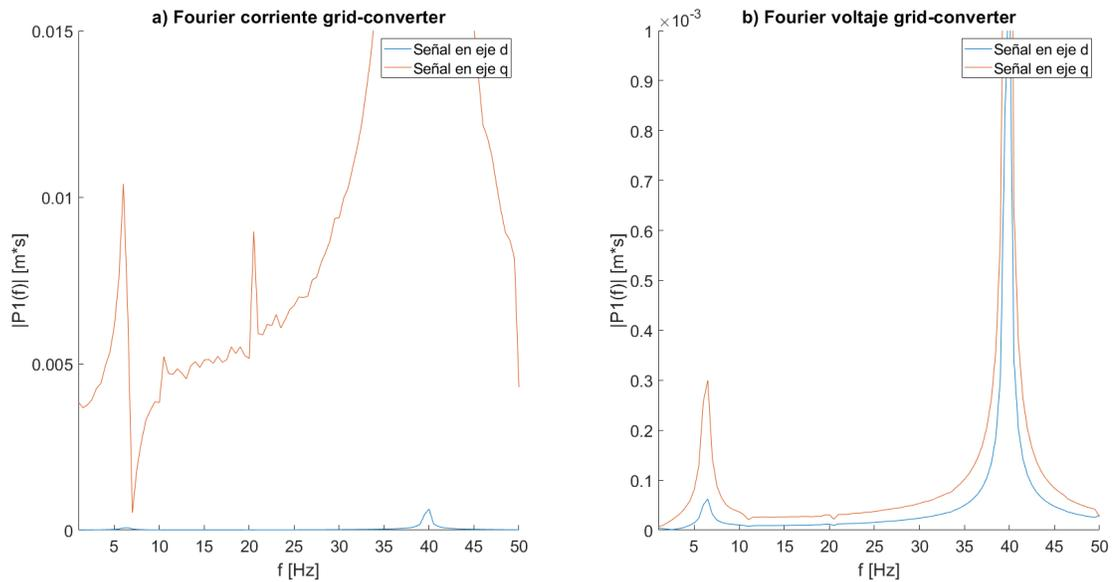 a) Fourier corriente grid-converter
0.015
0.01
0.005
0
|P1(f)| [m*s]
Señal en eje d
Señal en eje q
5 10 15 20 25 30 35 40 45 50
f [Hz]
b) Fourier voltaje grid-converter
1 ×10⁻³
0.9
0.8
0.7
0.6
0.5
0.4
0.3
0.2
0.1
0
|P1(f)| [m*s]
Señal en eje d
Señal en eje q
5 10 15 20 25 30 35 40 45 50
f [Hz]